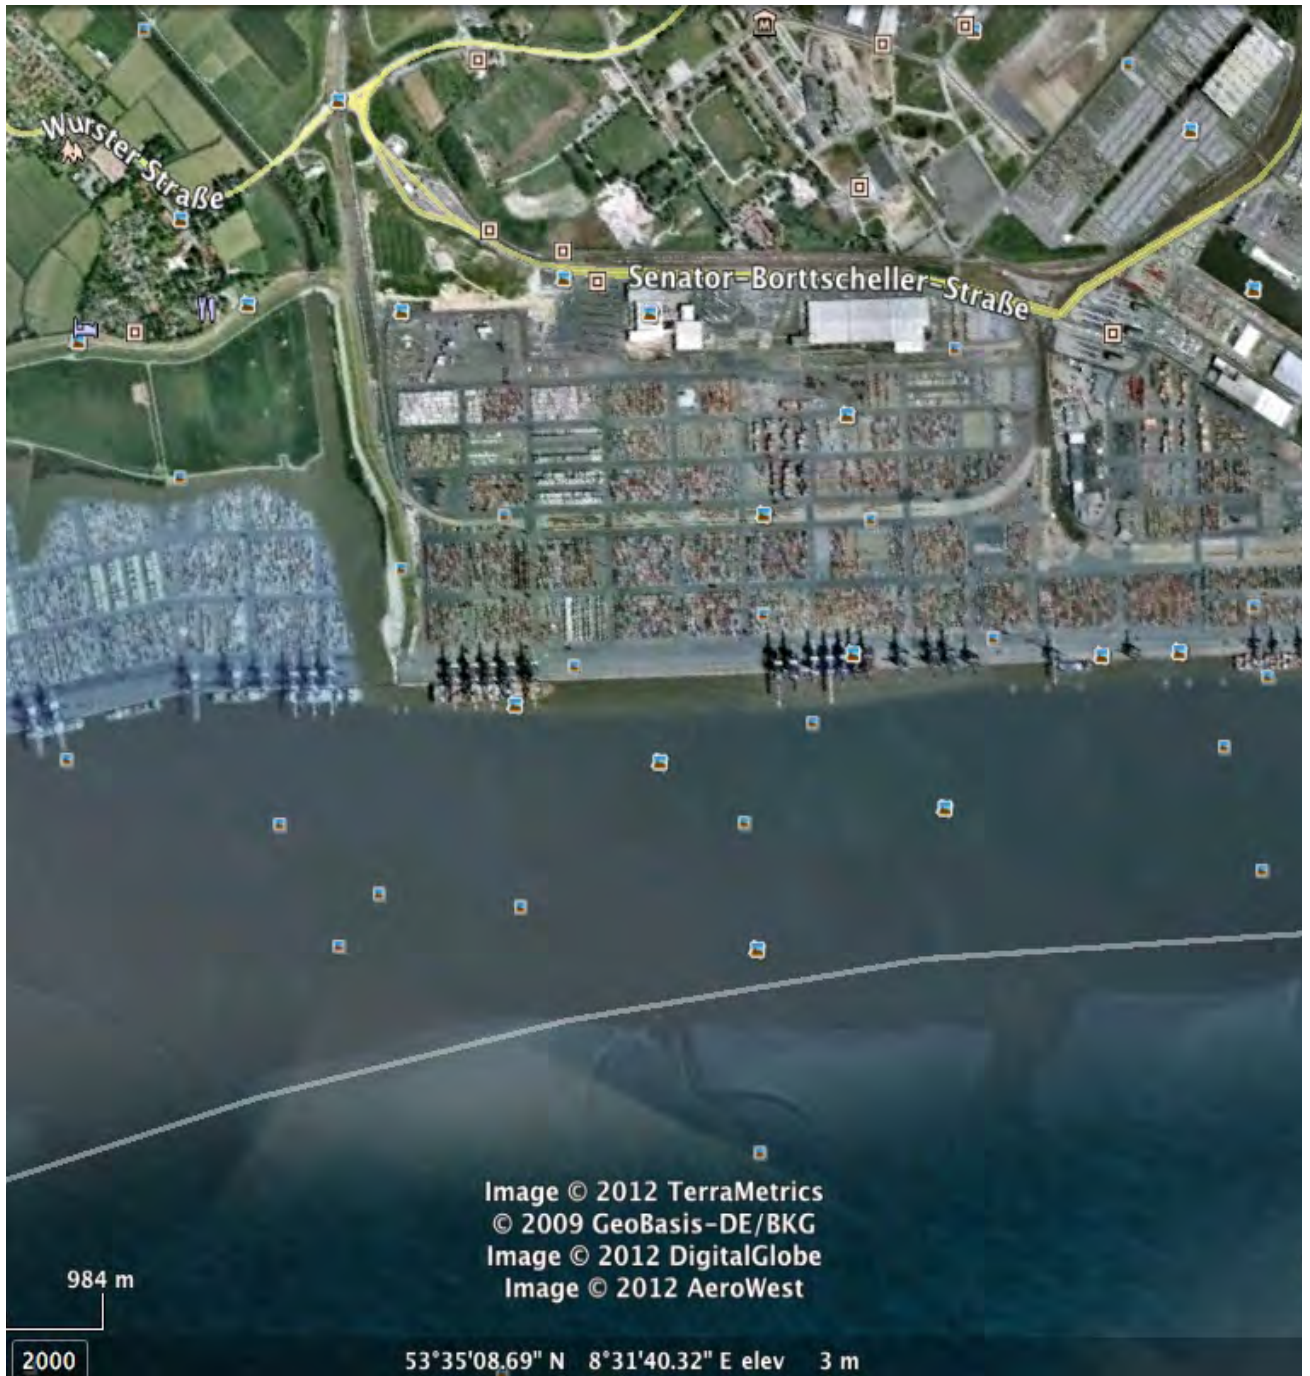 Wurster Straße
Senator-Borttscheller-Straße
Image © 2012 TerraMetrics
© 2009 GeoBasis-DE/BKG
Image © 2012 DigitalGlobe
Image © 2012 AeroWest
984 m
2000
53°35'08.69" N 8°31'40.32" E elev 3 m